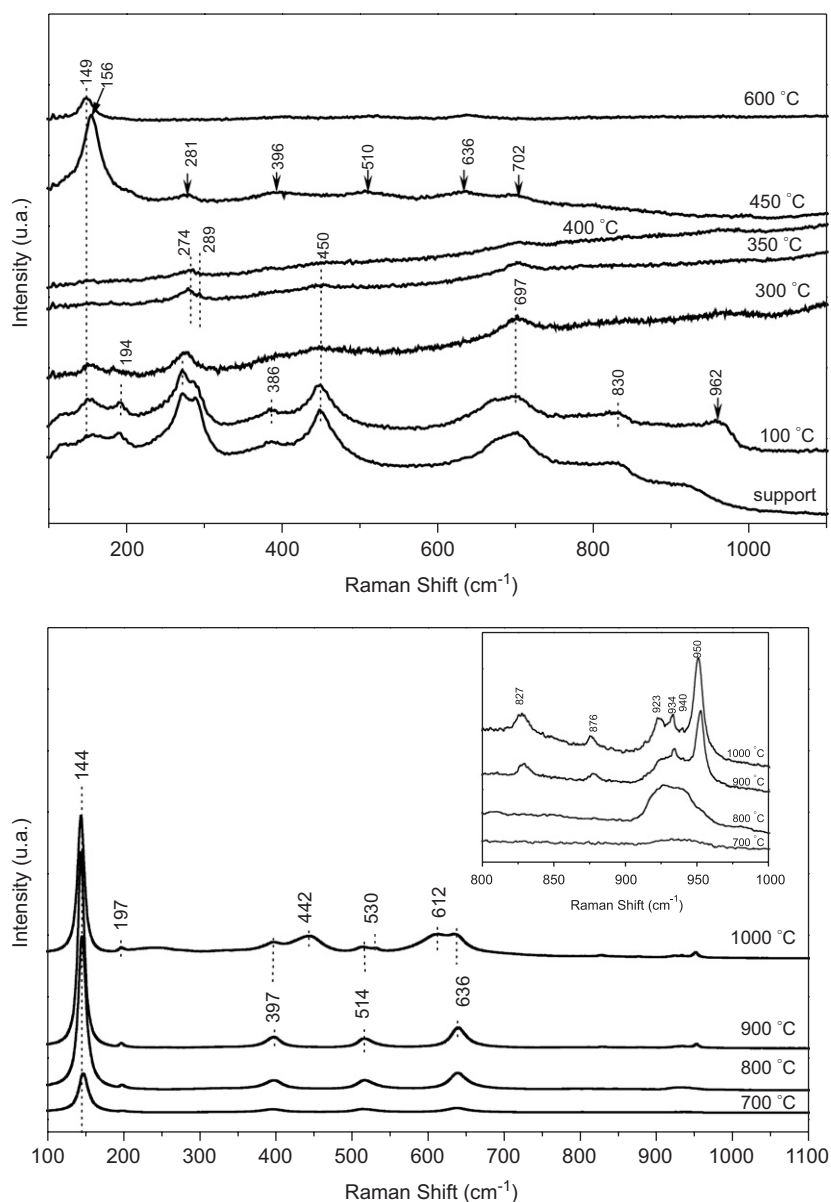 149
156
600 °C
281
396
510
636
702
450 °C
400 °C
350 °C
274
289
450
300 °C
697
194
386
830
962
100 °C
support
Intensity (u.a.)
200
400
600
800
1000
Raman Shift (cm-1)
950
827
876
923
934
940
1000 °C
900 °C
800 °C
700 °C
800
850
900
950
1000
Raman Shift (cm-1)
144
197
442
530
612
1000 °C
397
514
636
900 °C
800 °C
700 °C
Intensity (u.a.)
100
200
300
400
500
600
700
800
900
1000
1100
Raman Shift (cm-1)